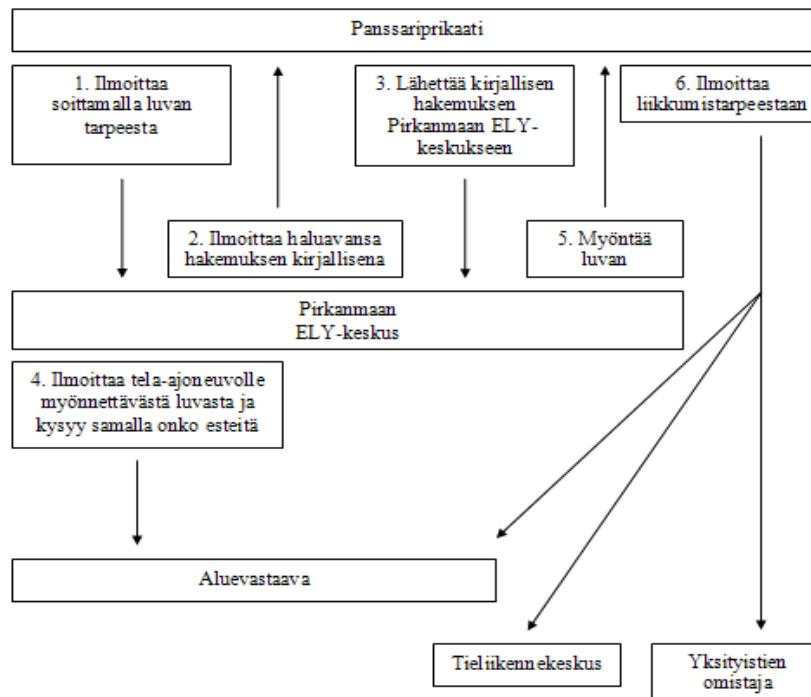 Panssariprikaati
1. Ilmoittaa
soittamalla luvan
tarpeesta
3. Lähettää kirjallisen
hakemuksen
Pirkanmaan ELY-
keskukseen
6. Ilmoittaa
liikkumistarpeestaan
2. Ilmoittaa haluavansa
hakemuksen kirjallisena
5. Myöntää
luvan
Pirkanmaan
ELY-keskus
4. Ilmoittaa tela-ajoneuvolle
myönnettävästä luvasta ja
kysyy samalla onko esteitä
Aluevastaava
Tieliikennekeskus
Yksityistien
omistaja